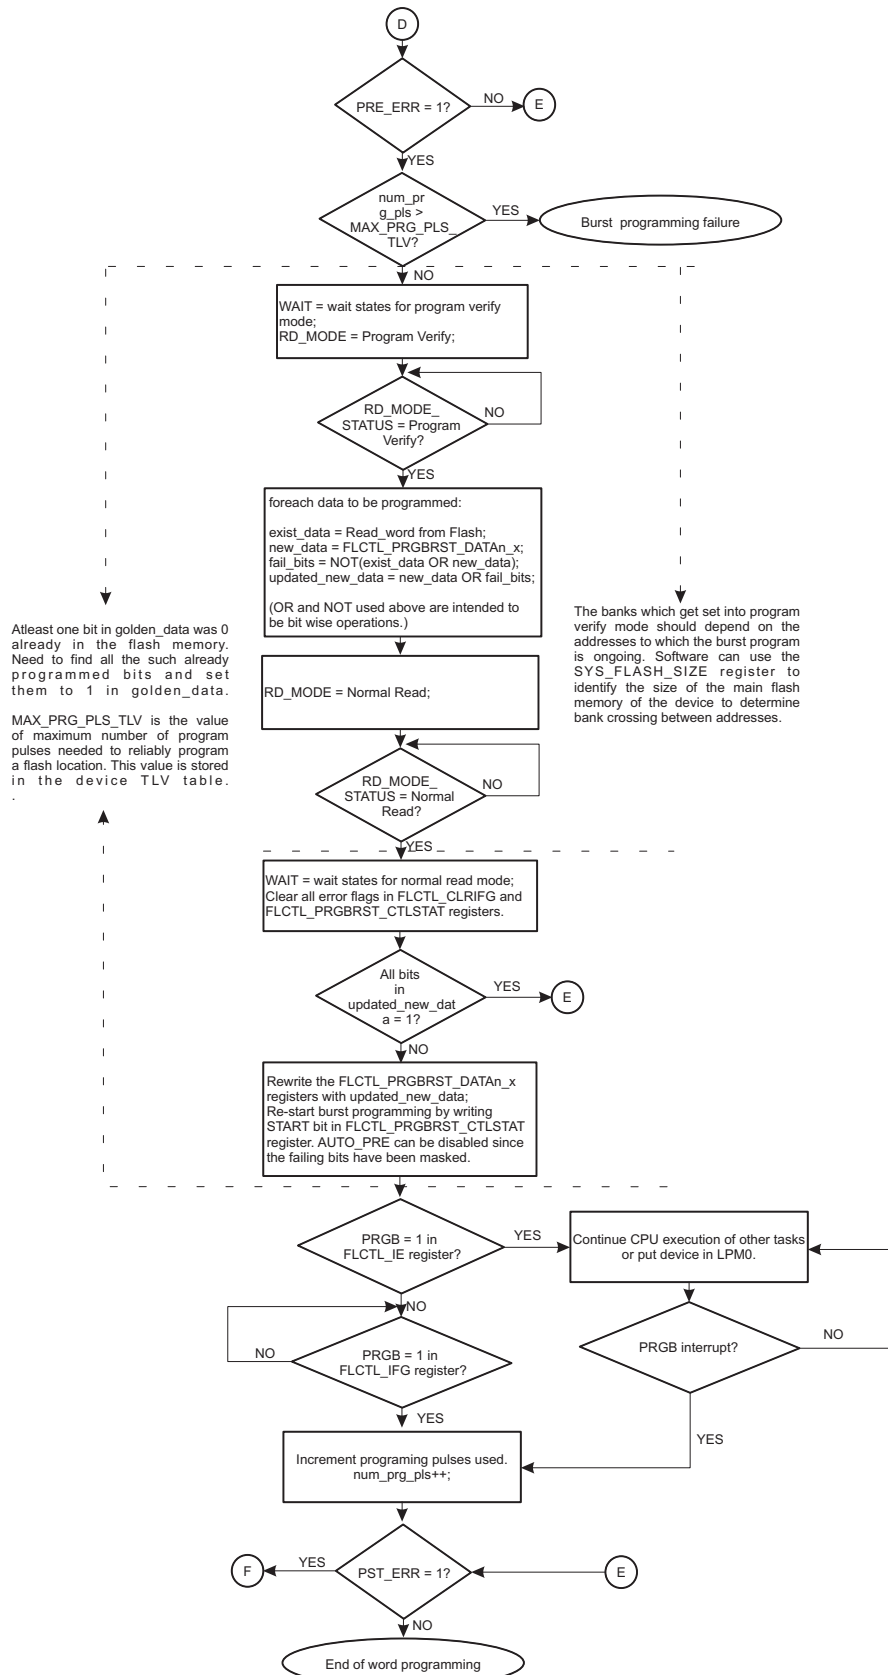 D
PRE_ERR = 1?
NO
E
YES
num_pr
g_pls >
MAX_PRG_PLS_
TLV?
YES
Burst programming failure
NO
WAIT = wait states for program verify
mode;
RD_MODE = Program Verify;
RD_MODE_
STATUS = Program
Verify?
NO
YES
foreach data to be programmed:
exist_data = Read_word from Flash;
new_data = FLCTL_PRGBRST_DATAn_x;
fail_bits = NOT(exist_data OR new_data);
updated_new_data = new_data OR fail_bits;
(OR and NOT used above are intended to
be bit wise operations.)
Atleast one bit in golden_data was 0
already in the flash memory.
Need to find all the such already
programmed bits and set
them to 1 in golden_data.
MAX_PRG_PLS_TLV is the value
of maximum number of program
pulses needed to reliably program
a flash location. This value is stored
in the device TLV table.
.
The banks which get set into program
verify mode should depend on the
addresses to which the burst program
is ongoing. Software can use the
SYS_FLASH_SIZE register to
identify the size of the main flash
memory of the device to determine
bank crossing between addresses.
RD_MODE = Normal Read;
RD_MODE_
STATUS = Normal
Read?
NO
YES
WAIT = wait states for normal read mode;
Clear all error flags in FLCTL_CLRIFG and
FLCTL_PRGBRST_CTLSTAT registers.
All bits
in
updated_new_dat
a = 1?
YES
E
NO
Rewrite the FLCTL_PRGBRST_DATAn_x
registers with updated_new_data;
Re-start burst programming by writing
START bit in FLCTL_PRGBRST_CTLSTAT
register. AUTO_PRE can be disabled since
the failing bits have been masked.
PRGB = 1 in
FLCTL_IE register?
YES
Continue CPU execution of other tasks
or put device in LPM0.
NO
PRGB = 1 in
FLCTL_IFG register?
NO
PRGB interrupt?
NO
YES
YES
Increment programing pulses used.
num_prg_pls++;
F
YES
PST_ERR = 1?
E
NO
End of word programming